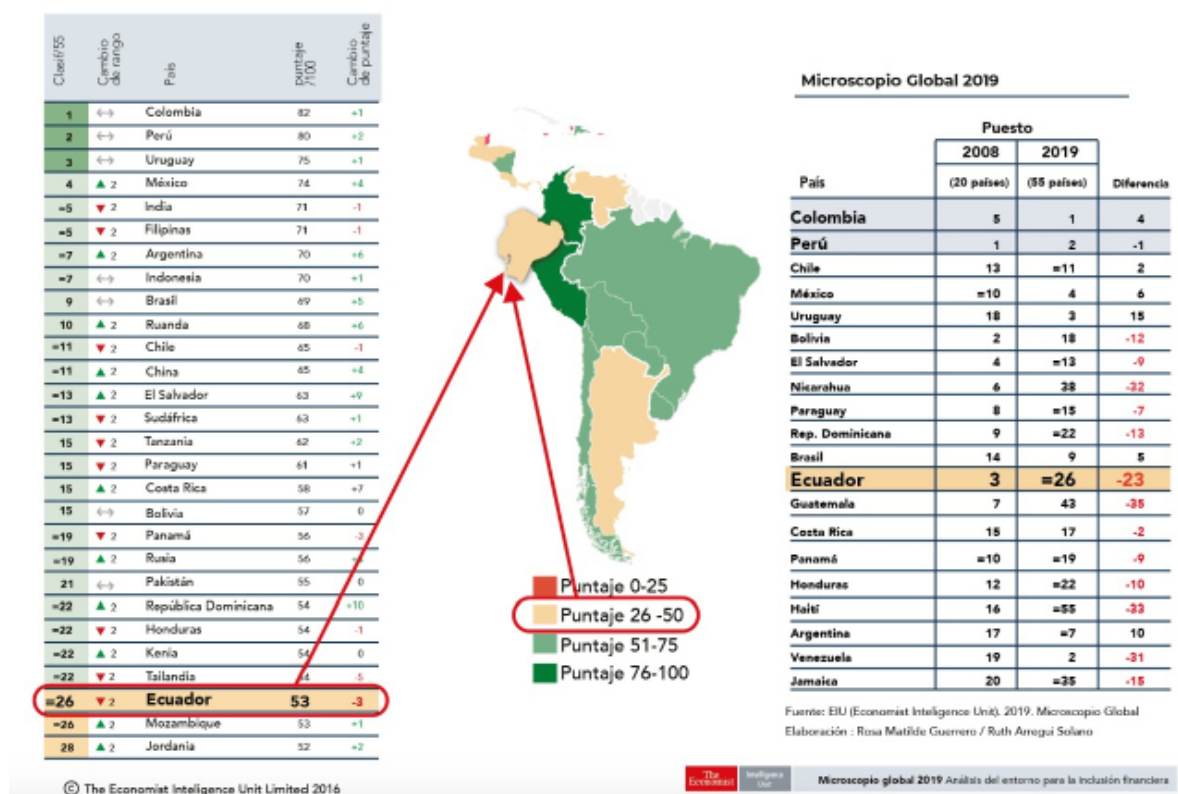 Clasif/55 Cambio de rango País puntaje /100 Cambio de puntaje
1 Colombia 82 +1
2 Perú 80 +2
3 Uruguay 75 +1
4 ▲ 2 México 74 +4
=5 ▼ 2 India 71 -1
=5 ▼ 2 Filipinas 71 -1
=7 ▲ 2 Argentina 70 +6
=7 Indonesia 70 +1
9 Brasil 69 +5
10 ▲ 2 Ruanda 68 +6
=11 ▼ 2 Chile 65 -1
=11 ▲ 2 China 65 +4
=13 ▲ 2 El Salvador 63 +9
=13 ▼ 2 Sudáfrica 63 +1
15 ▼ 2 Tanzania 62 +2
15 ▼ 2 Paraguay 61 +1
15 ▲ 2 Costa Rica 58 +7
15 Bolivia 57 0
=19 ▼ 2 Panamá 56 -3
=19 ▲ 2 Rusia 56
21 Pakistán 55 0
=22 ▲ 2 República Dominicana 54 +10
=22 ▼ 2 Honduras 54 -1
=22 ▲ 2 Kenia 54 0
=22 ▼ 2 Tailandia -5
=26 ▼ 2 Ecuador 53 -3
=26 ▲ 2 Mozambique 53 +1
28 ▲ 2 Jordania 52 +2
© The Economist Inteligence Unit Limited 2016
Puntaje 0-25
Puntaje 26 -50
Puntaje 51-75
Puntaje 76-100
Microscopio Global 2019
Puesto
2008 2019
País (20 países) (55 países) Diferencia
Colombia 5 1 4
Perú 1 2 -1
Chile 13 =11 2
México =10 4 6
Uruguay 18 3 15
Bolivia 2 18 -12
El Salvador 4 =13 -9
Nicarahua 6 38 -32
Paraguay 8 =15 -7
Rep. Dominicana 9 =22 -13
Brasil 14 9 5
Ecuador 3 =26 -23
Guatemala 7 43 -35
Costa Rica 15 17 -2
Panamá =10 =19 -9
Honduras 12 =22 -10
Haití 16 =55 -33
Argentina 17 =7 10
Venezuela 19 2 -31
Jamaica 20 =35 -15
Fuente: EIU (Economist Inteligence Unit). 2019. Microscopio Global
Elaboración : Rosa Matilde Guerrero / Ruth Arregui Solano
The Economist
Intelligence Unit
Microscopio global 2019 Análisis del entorno para la inclusión financiera